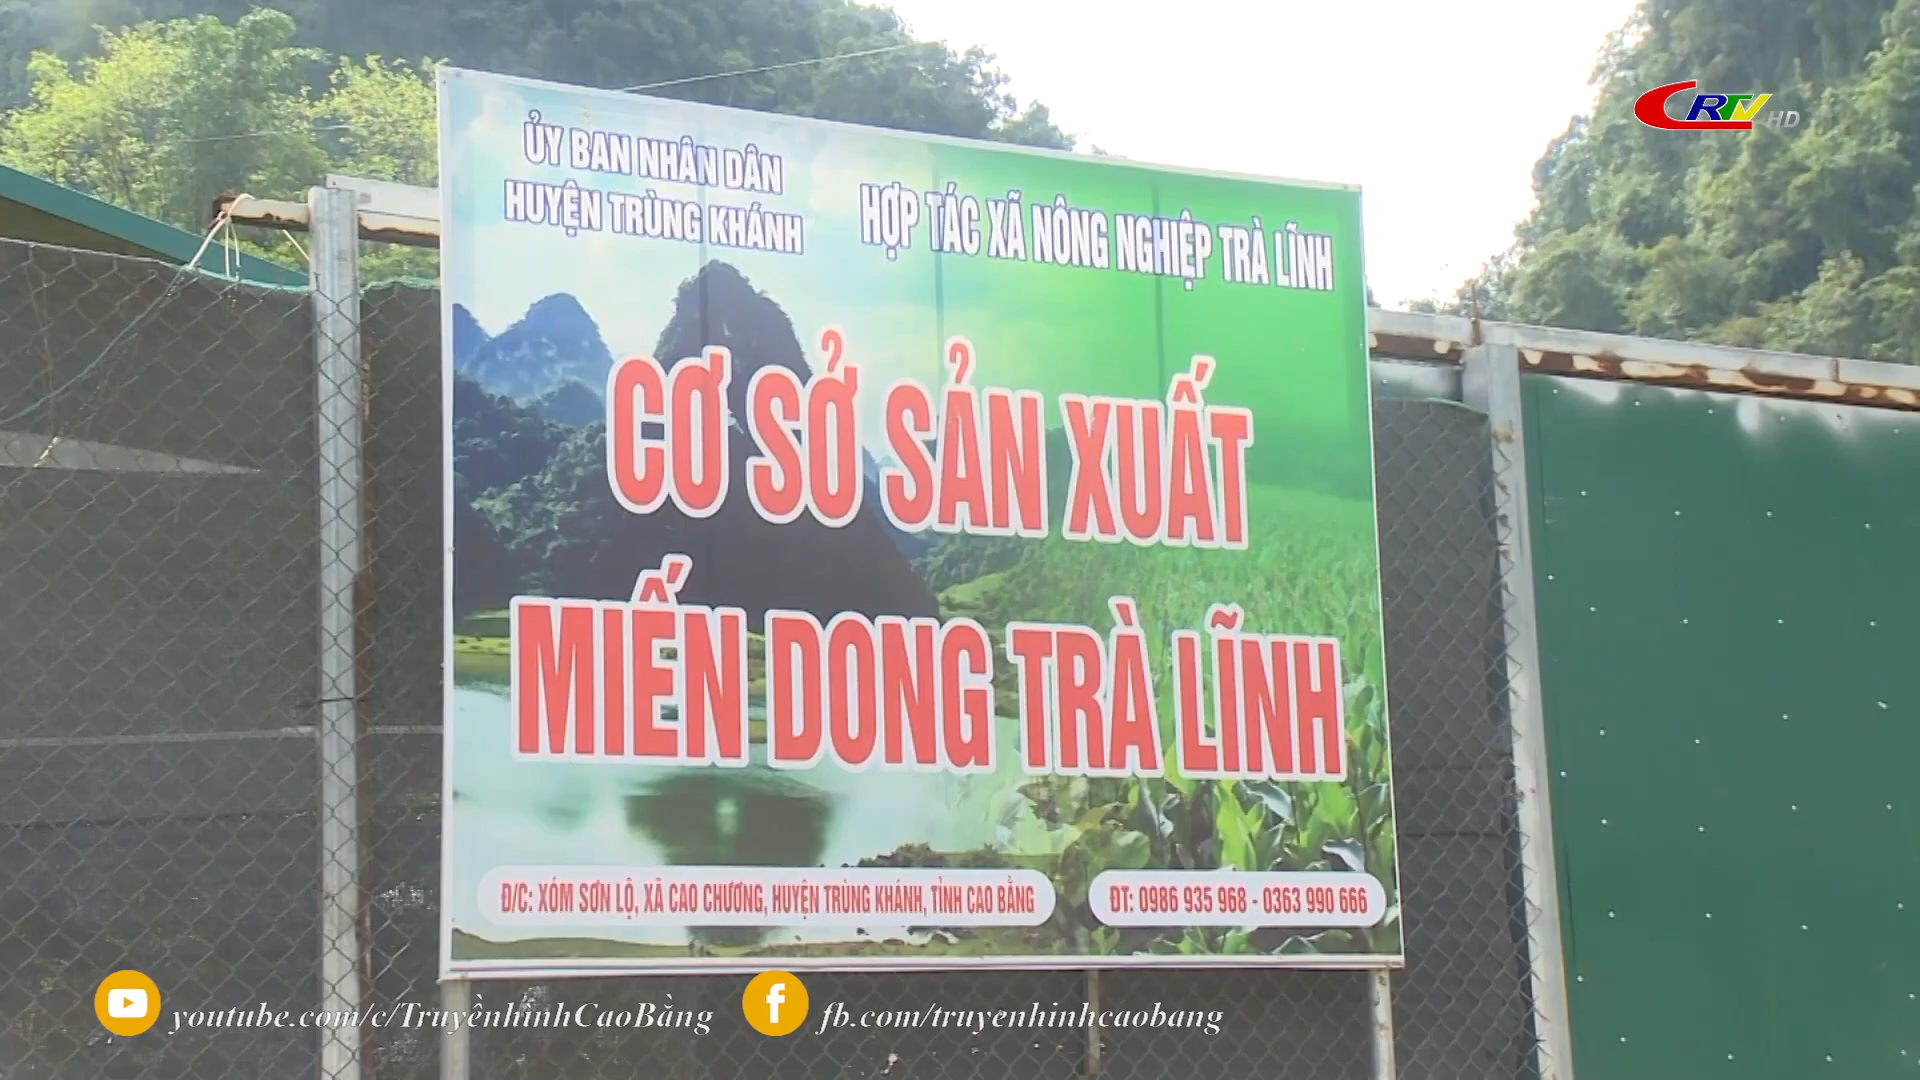 CRTV HD
ỦY BAN NHÂN DÂN
HUYỆN TRÙNG KHÁNH
HỢP TÁC XÃ NÔNG NGHIỆP TRÀ LĨNH
CƠ SỞ SẢN XUẤT
MIẾN DONG TRÀ LĨNH
Đ/C: XÓM SƠN LỘ, XÃ CAO CHƯƠNG, HUYỆN TRÙNG KHÁNH, TỈNH CAO BẰNG
ĐT: 0986 935 968 - 0363 990 666
youtube.com/c/TruyềnhìnhCaoBằng
fb.com/truyenhinhcaobang